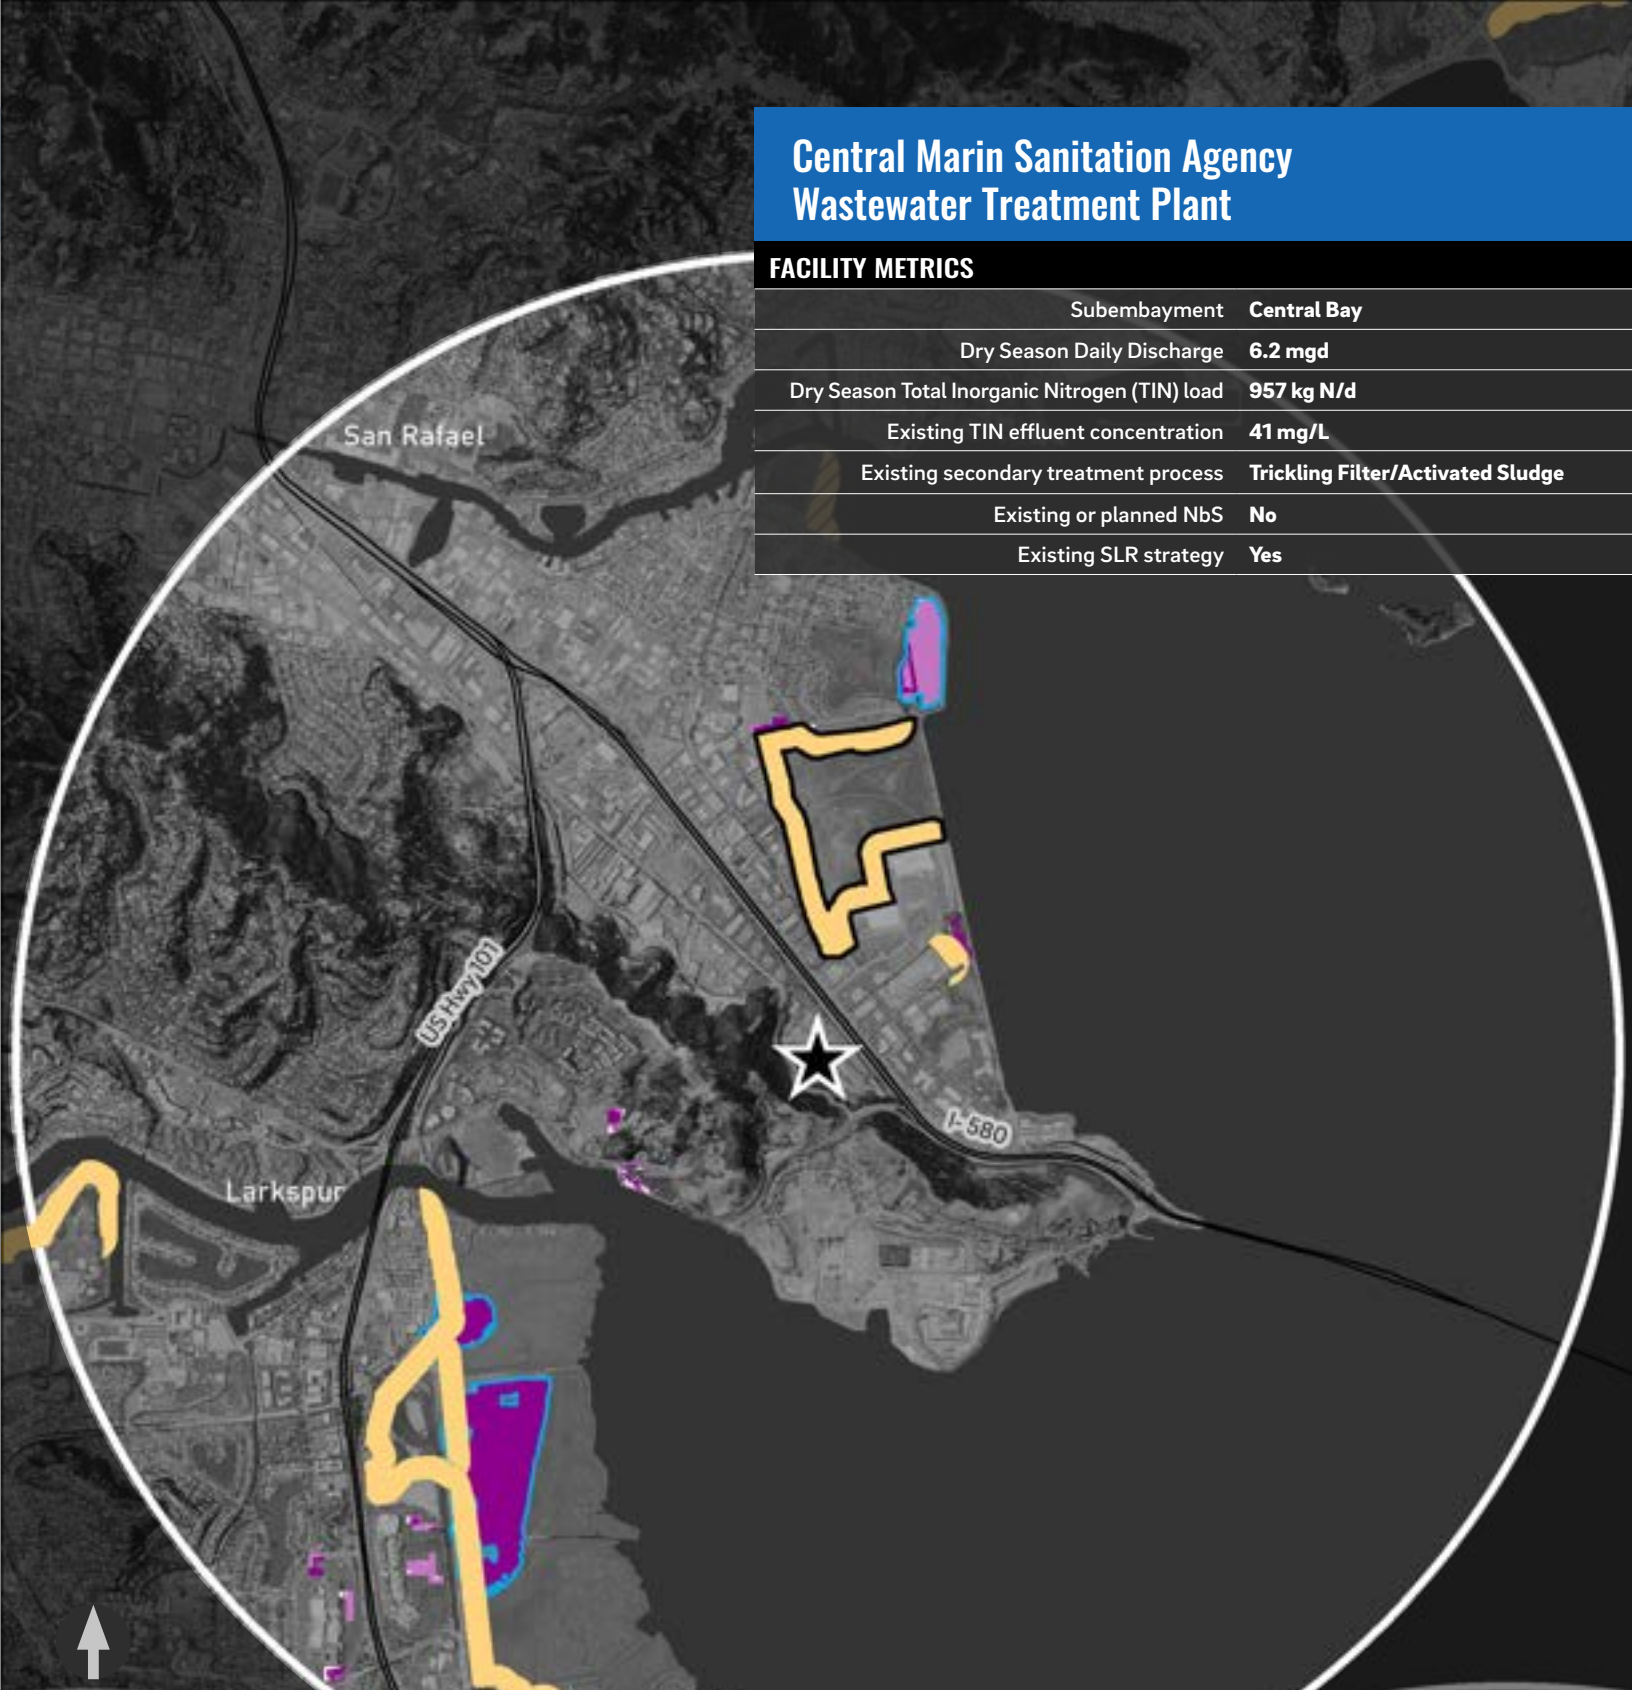 Central Marin Sanitation Agency
Wastewater Treatment Plant
FACILITY METRICS
Subembayment Central Bay
Dry Season Daily Discharge 6.2 mgd
Dry Season Total Inorganic Nitrogen (TIN) load 957 kg N/d
Existing TIN effluent concentration 41 mg/L
Existing secondary treatment process Trickling Filter/Activated Sludge
Existing or planned NbS No
Existing SLR strategy Yes
San Rafael
US Hwy 101
I-580
Larkspur